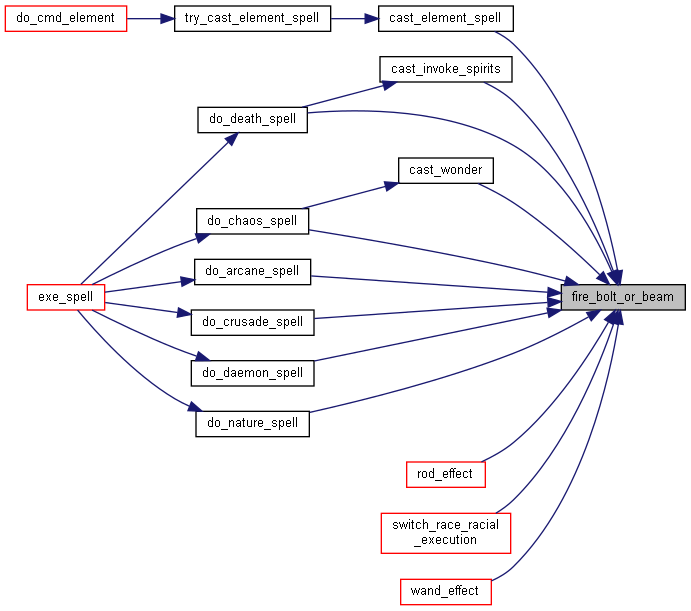 do_cmd_element
try_cast_element_spell
cast_element_spell
cast_invoke_spirits
do_death_spell
cast_wonder
do_chaos_spell
do_arcane_spell
exe_spell
fire_bolt_or_beam
do_crusade_spell
do_daemon_spell
do_nature_spell
rod_effect
switch_race_racial
_execution
wand_effect